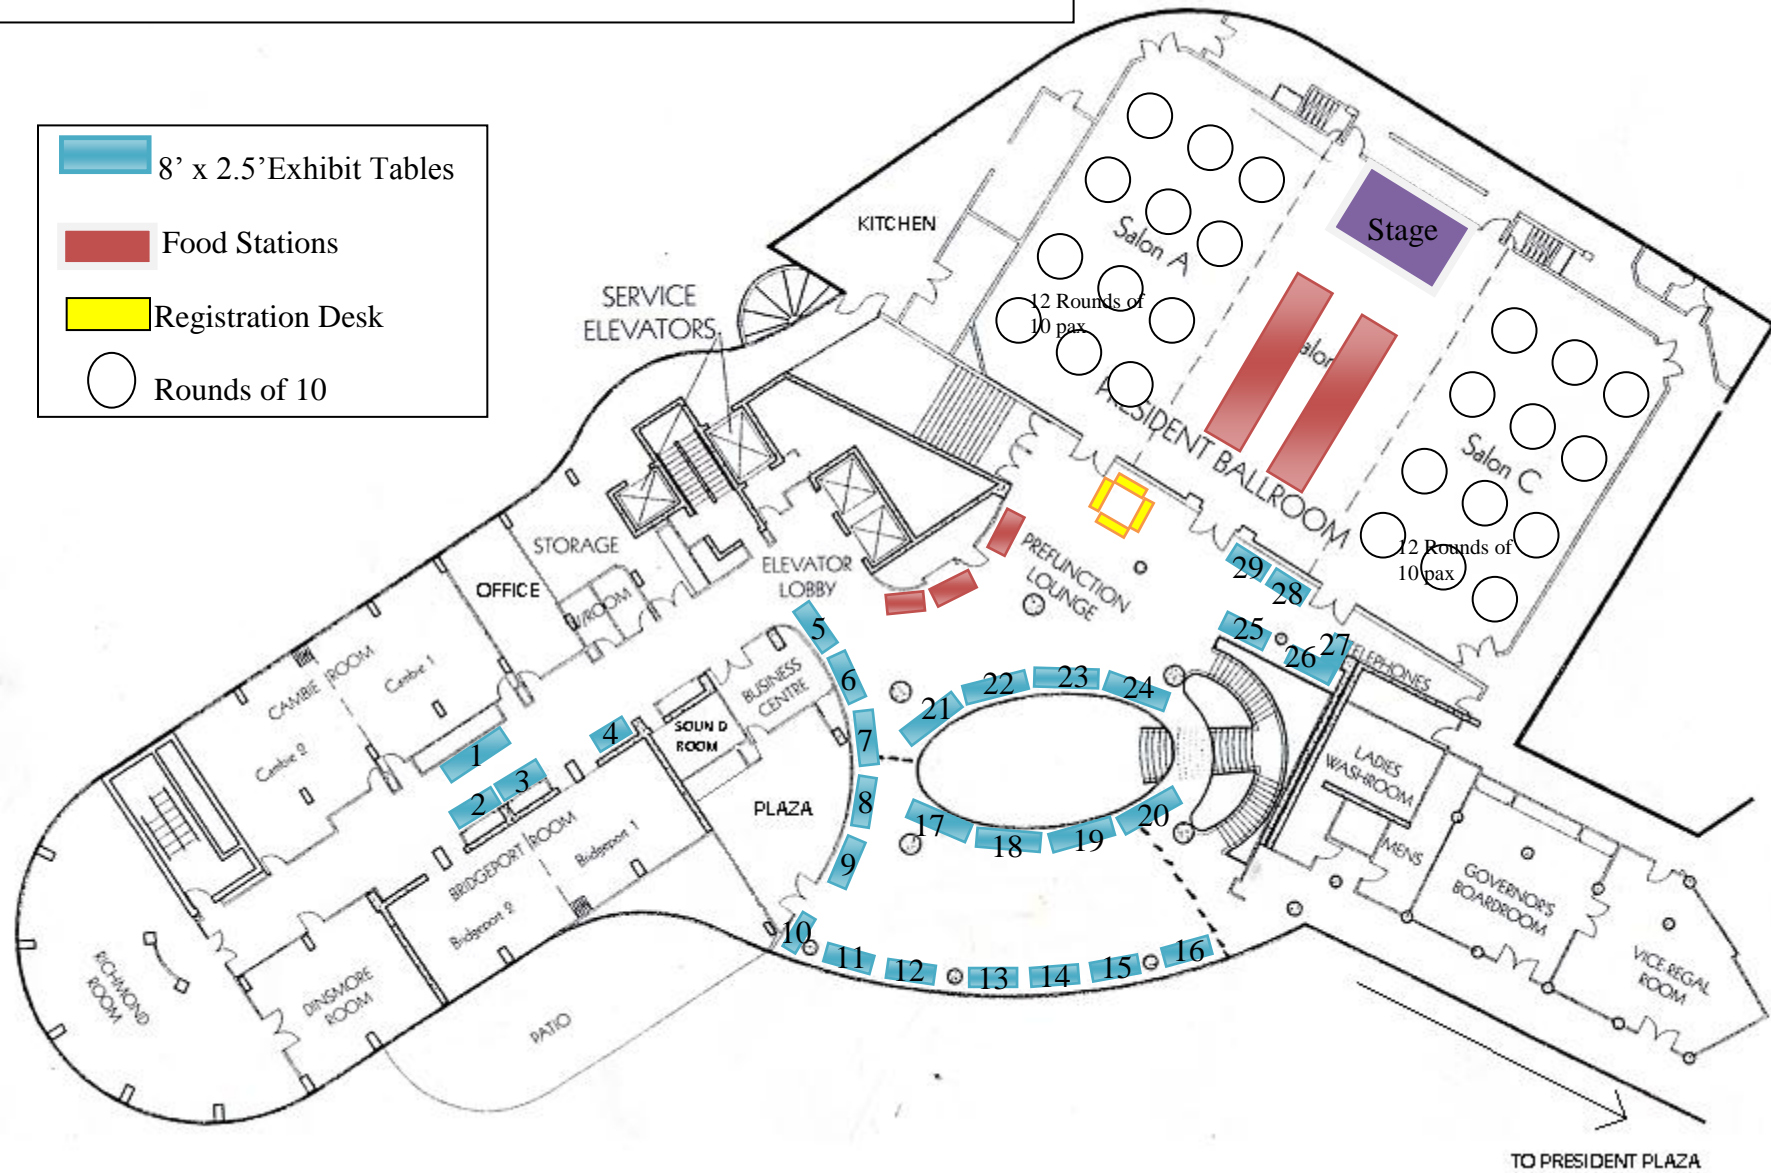 8’ x 2.5’Exhibit Tables
Food Stations
Registration Desk
Rounds of 10
KITCHEN
SERVICE
ELEVATORS
Salon A
12 Rounds of
10 pax
Stage
Salon C
12 Rounds of
10 pax
PRESIDENT BALLROOM
PREFUNCTION
LOUNGE
STORAGE
OFFICE
ELEVATOR
LOBBY
CAMBIE ROOM
Cambie 1
Cambie 2
BUSINESS
CENTRE
SOUND
ROOM
PLAZA
BRIDGEPORT ROOM
Bridgeport 1
Bridgeport 2
RICHMOND
ROOM
DINSMORE
ROOM
PATIO
TELEPHONES
LADIES
WASHROOM
MENS
GOVERNOR'S
BOARDROOM
VICE-REGAL
ROOM
TO PRESIDENT PLAZA
1
2
3
4
5
6
7
8
9
10
11
12
13
14
15
16
17
18
19
20
21
22
23
24
25
26
27
28
29